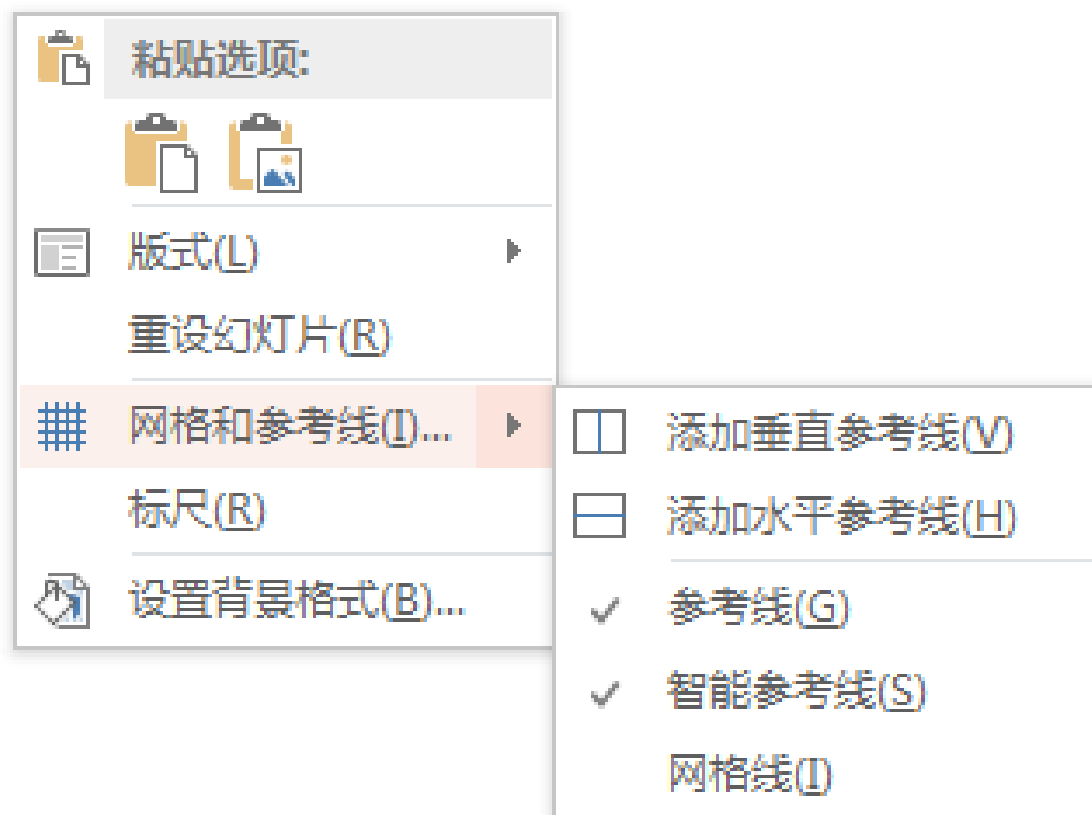 粘贴选项:
版式(L)
重设幻灯片(R)
网格和参考线(I)...
标尺(R)
设置背景格式(B)...
添加垂直参考线(V)
添加水平参考线(H)
参考线(G)
智能参考线(S)
网格线(I)